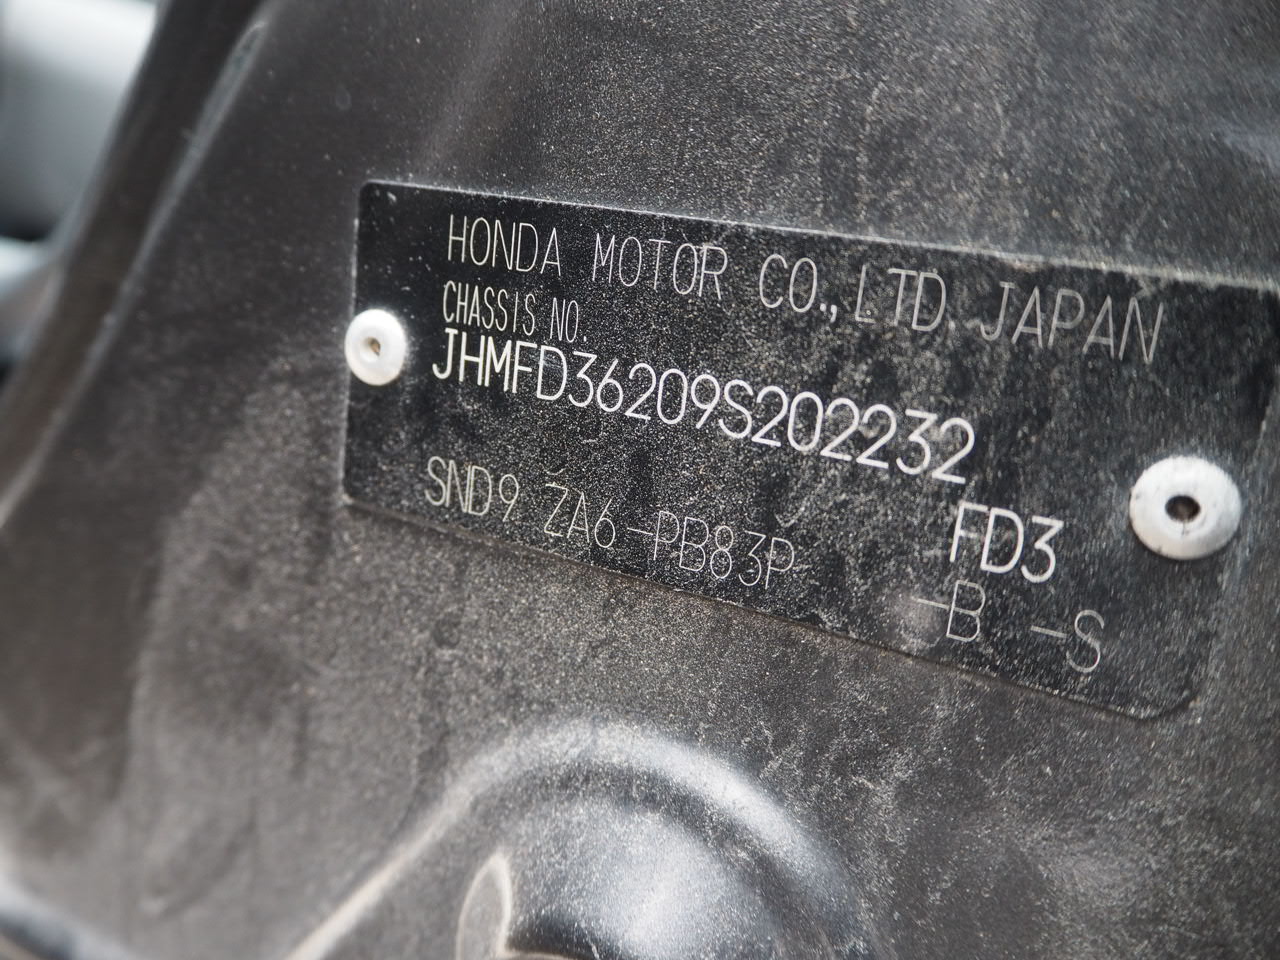 HONDA MOTOR CO., LTD. JAPAN
CHASSIS NO.
JHMFD36209S202232
FD3
SND9 ZA6-PB83P -B -S